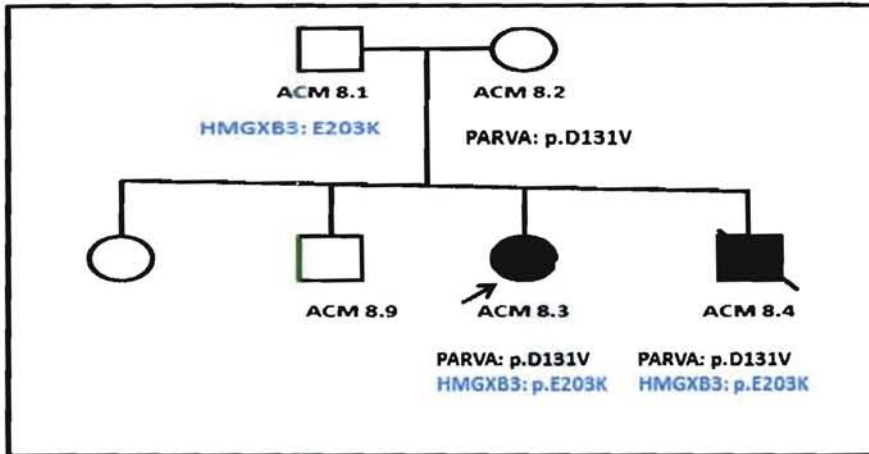 ACM 8.1 ACM 8.2
HMGXB3: E203K PARVA: p.D131V
ACM 8.9 ACM 8.3 ACM 8.4
PARVA: p.D131V PARVA: p.D131V
HMGXB3: p.E203K HMGXB3: p.E203K